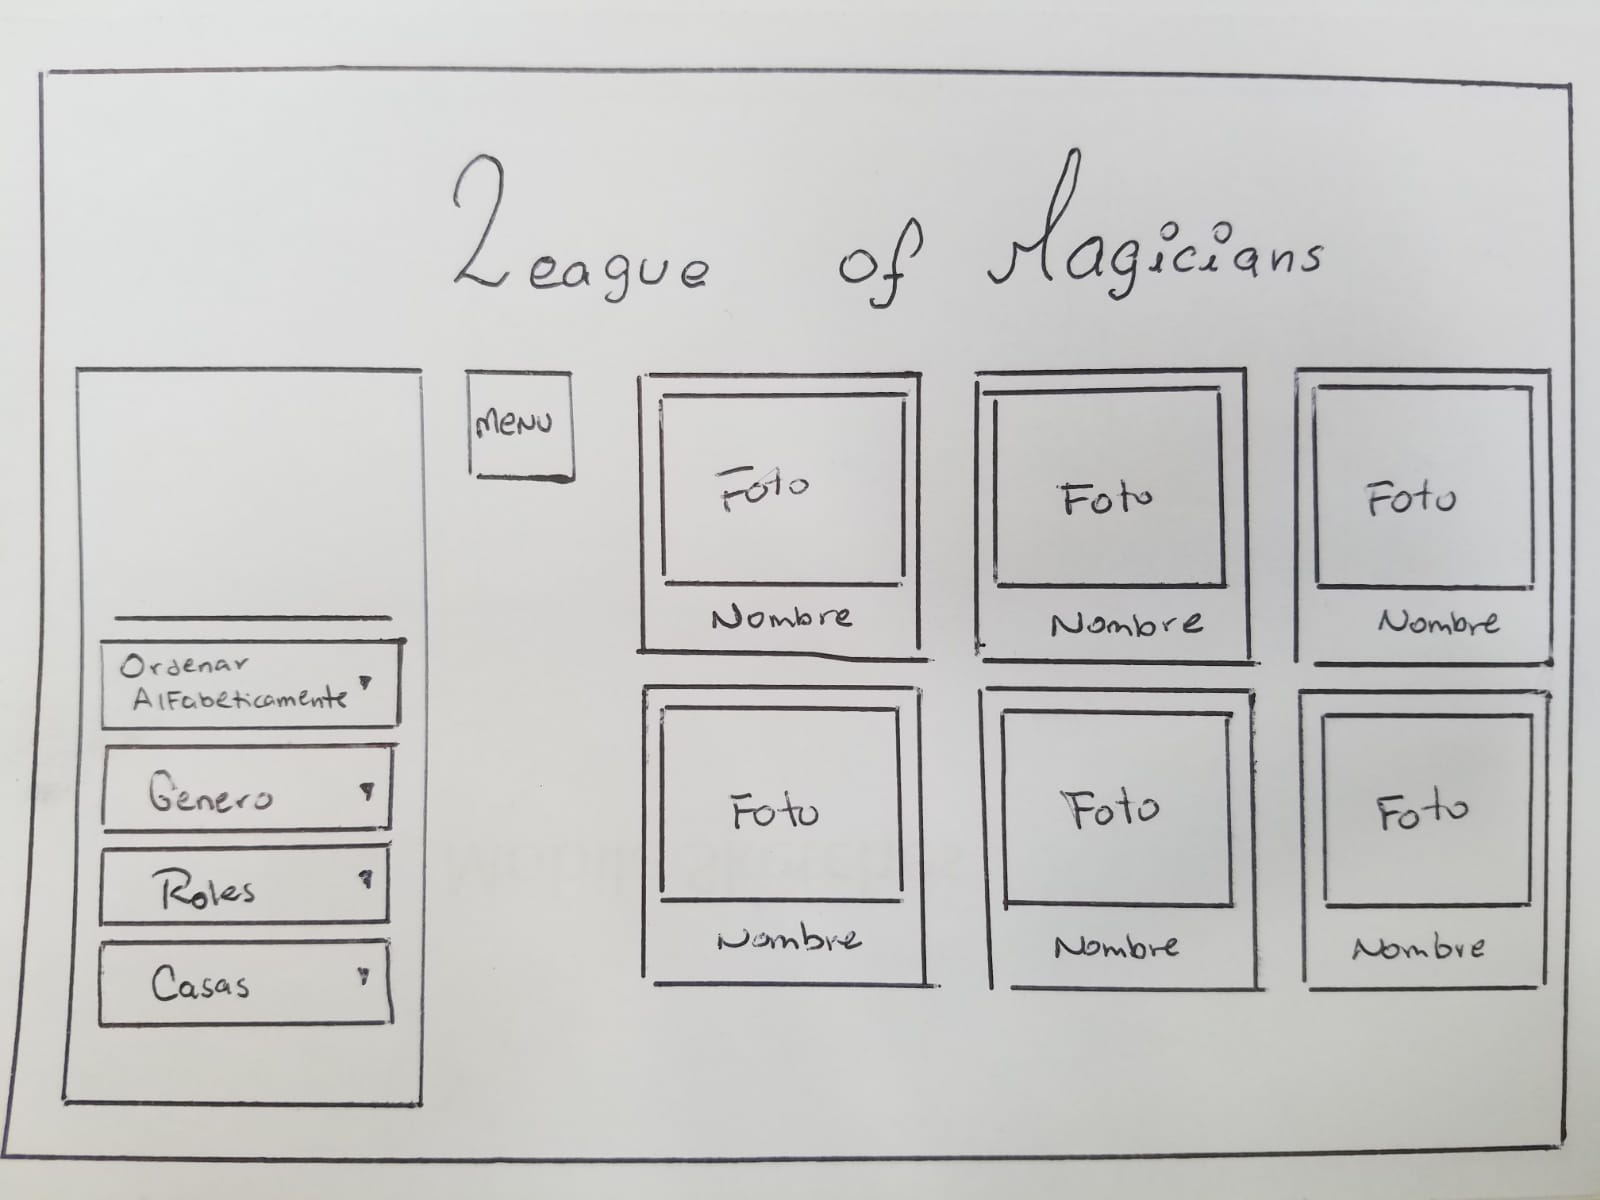 League of Magicians
MENU
Foto
Foto
Foto
Nombre
Nombre
Nombre
Ordenar
Alfabeticamente
Genero
Roles
Casas
Foto
Foto
Foto
Nombre
Nombre
Nombre